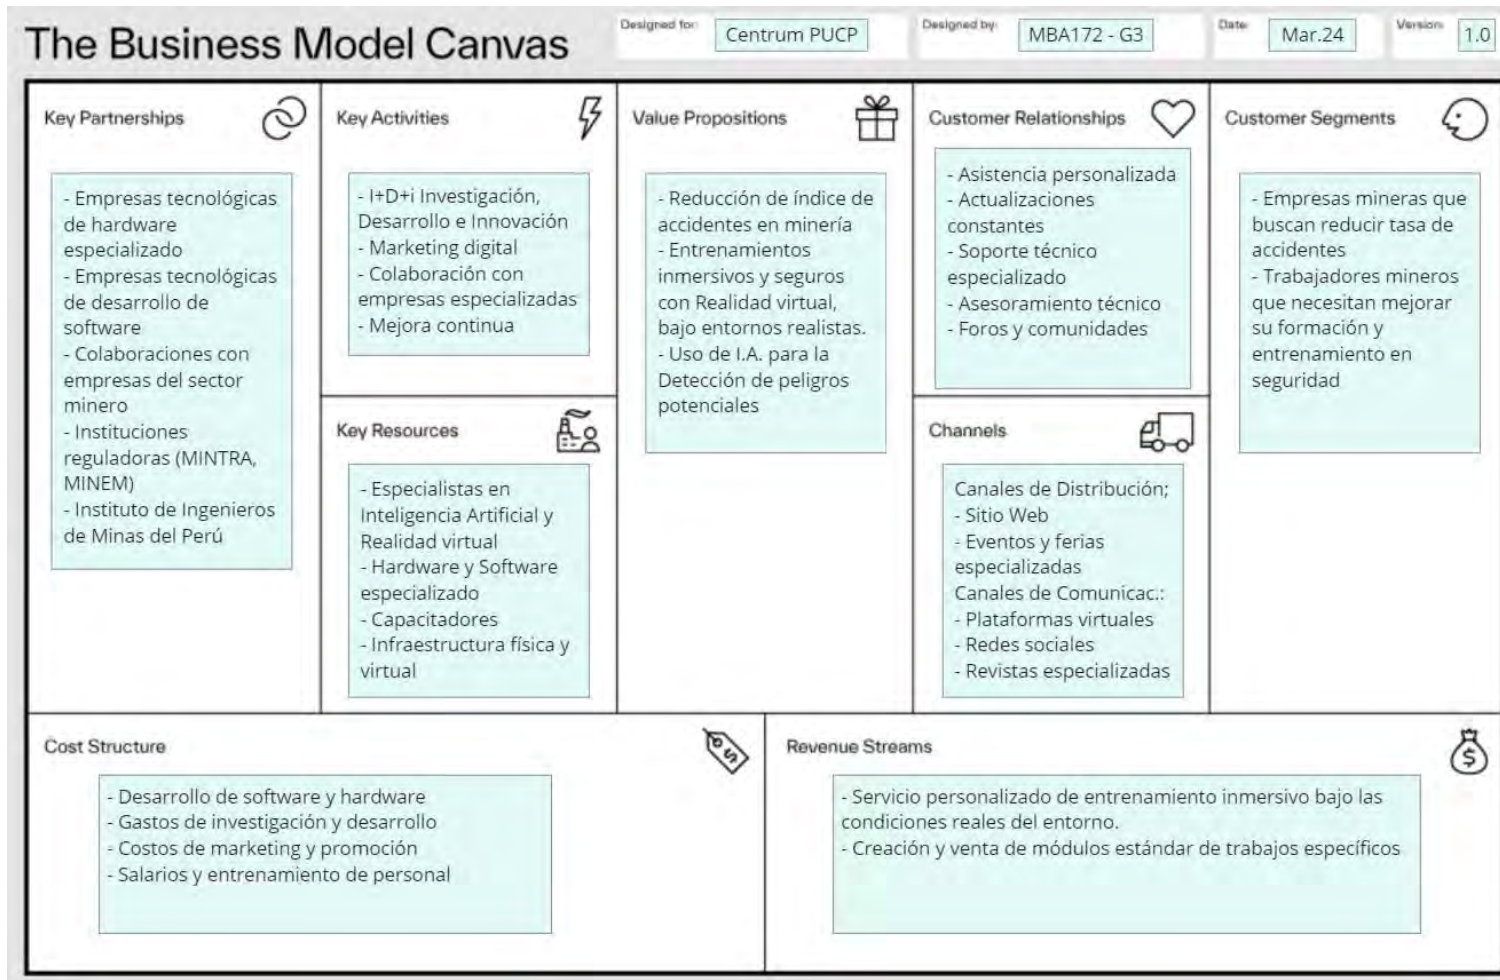 The Business Model Canvas
Designed for:
Centrum PUCP
Designed by:
MBA172 - G3
Date:
Mar.24
Version:
1.0
Key Partnerships
- Empresas tecnológicas
de hardware
especializado
- Empresas tecnológicas
de desarrollo de
software
- Colaboraciones con
empresas del sector
minero
- Instituciones
reguladoras (MINTRA,
MINEM)
- Instituto de Ingenieros
de Minas del Perú
Key Activities
- I+D+i Investigación,
Desarrollo e Innovación
- Marketing digital
- Colaboración con
empresas especializadas
- Mejora continua
Key Resources
- Especialistas en
Inteligencia Artificial y
Realidad virtual
- Hardware y Software
especializado
- Capacitadores
- Infraestructura física y
virtual
Value Propositions
- Reducción de índice de
accidentes en minería
- Entrenamientos
inmersivos y seguros
con Realidad virtual,
bajo entornos realistas.
- Uso de I.A. para la
Detección de peligros
potenciales
Customer Relationships
- Asistencia personalizada
- Actualizaciones
constantes
- Soporte técnico
especializado
- Asesoramiento técnico
- Foros y comunidades
Channels
Canales de Distribución;
- Sitio Web
- Eventos y ferias
especializadas
Canales de Comunicac.:
- Plataformas virtuales
- Redes sociales
- Revistas especializadas
Customer Segments
- Empresas mineras que
buscan reducir tasa de
accidentes
- Trabajadores mineros
que necesitan mejorar
su formación y
entrenamiento en
seguridad
Cost Structure
- Desarrollo de software y hardware
- Gastos de investigación y desarrollo
- Costos de marketing y promoción
- Salarios y entrenamiento de personal
Revenue Streams
- Servicio personalizado de entrenamiento inmersivo bajo las
condiciones reales del entorno.
- Creación y venta de módulos estándar de trabajos específicos